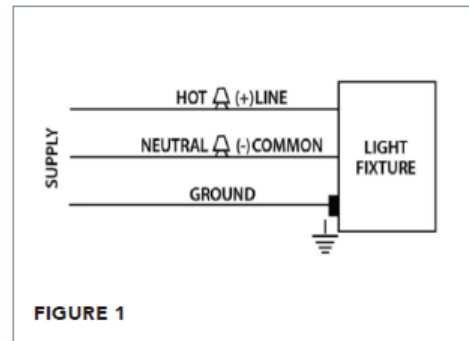 HOT (+)LINE
NEUTRAL (-)COMMON
GROUND
SUPPLY
LIGHT
FIXTURE
FIGURE 1